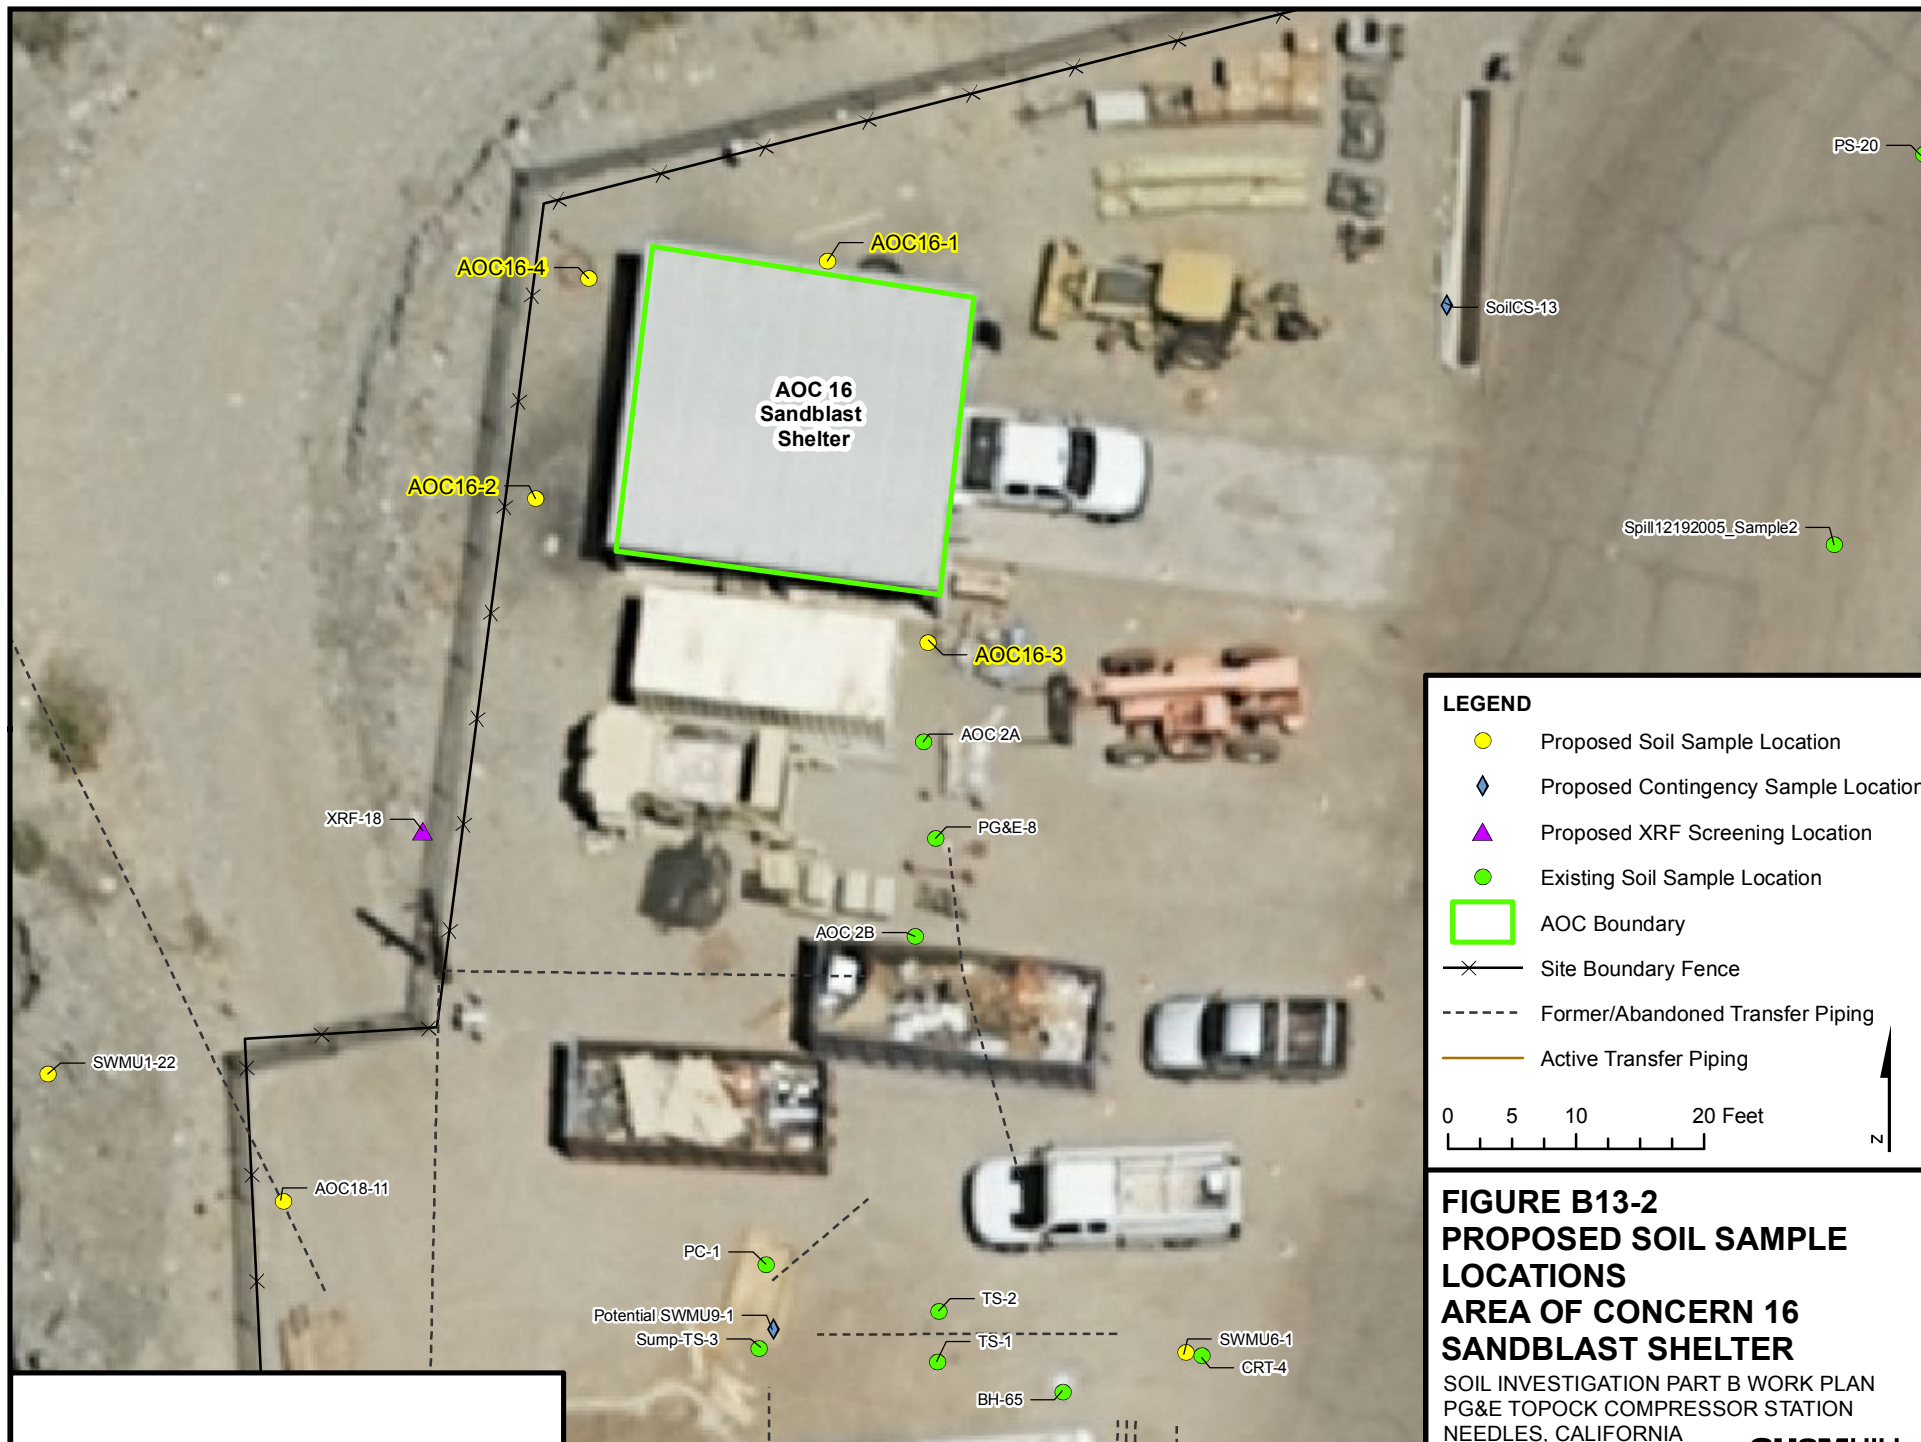 PS-20
AOC16-1
AOC16-4
SoilCS-13
AOC 16
Sandblast
Shelter
AOC16-2
Spill12192005_Sample2
AOC16-3
AOC 2A
XRF-18
PG&E-8
AOC 2B
SWMU1-22
AOC18-11
PC-1
TS-2
Potential SWMU9-1
Sump-TS-3
TS-1
SWMU6-1
CRT-4
BH-65
LEGEND
Proposed Soil Sample Location
Proposed Contingency Sample Location
Proposed XRF Screening Location
Existing Soil Sample Location
AOC Boundary
Site Boundary Fence
Former/Abandoned Transfer Piping
Active Transfer Piping
0 5 10 20 Feet
Z
FIGURE B13-2
PROPOSED SOIL SAMPLE
LOCATIONS
AREA OF CONCERN 16
SANDBLAST SHELTER
SOIL INVESTIGATION PART B WORK PLAN
PG&E TOPOCK COMPRESSOR STATION
NEEDLES, CALIFORNIA